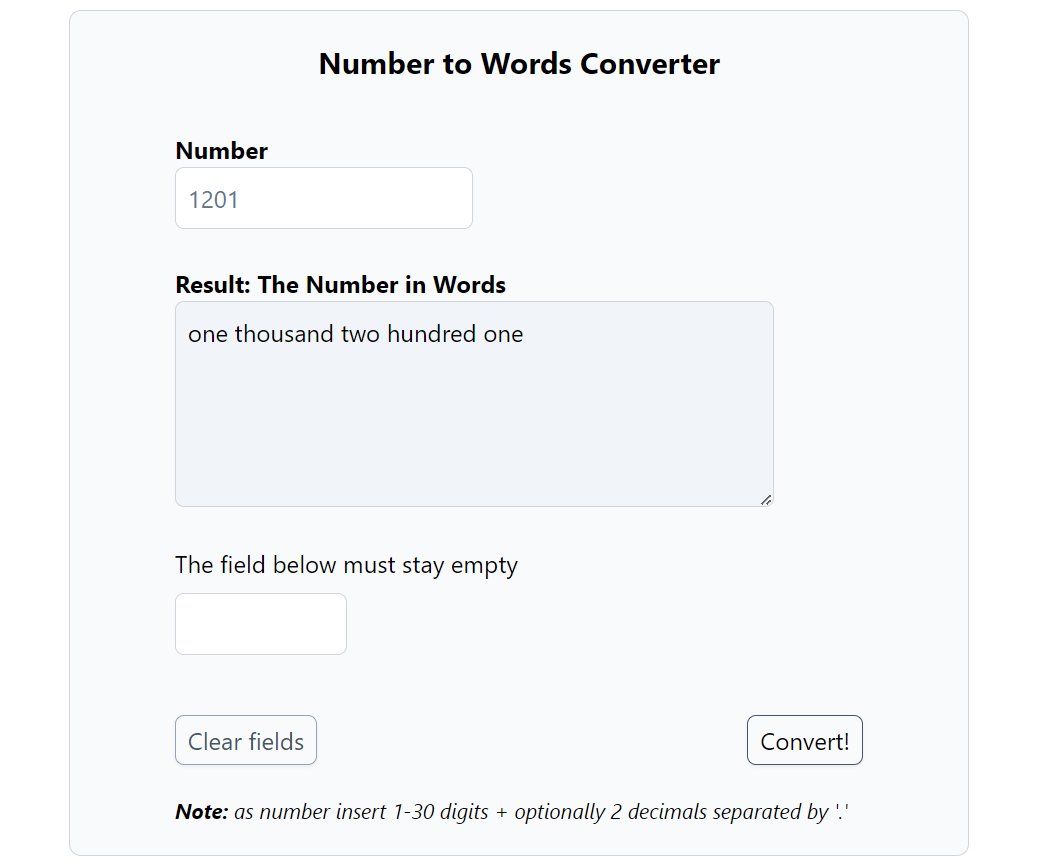 Number to Words Converter
Number
1201
Result: The Number in Words
one thousand two hundred one
The field below must stay empty
Clear fields
Convert!
Note: as number insert 1-30 digits + optionally 2 decimals separated by '.'